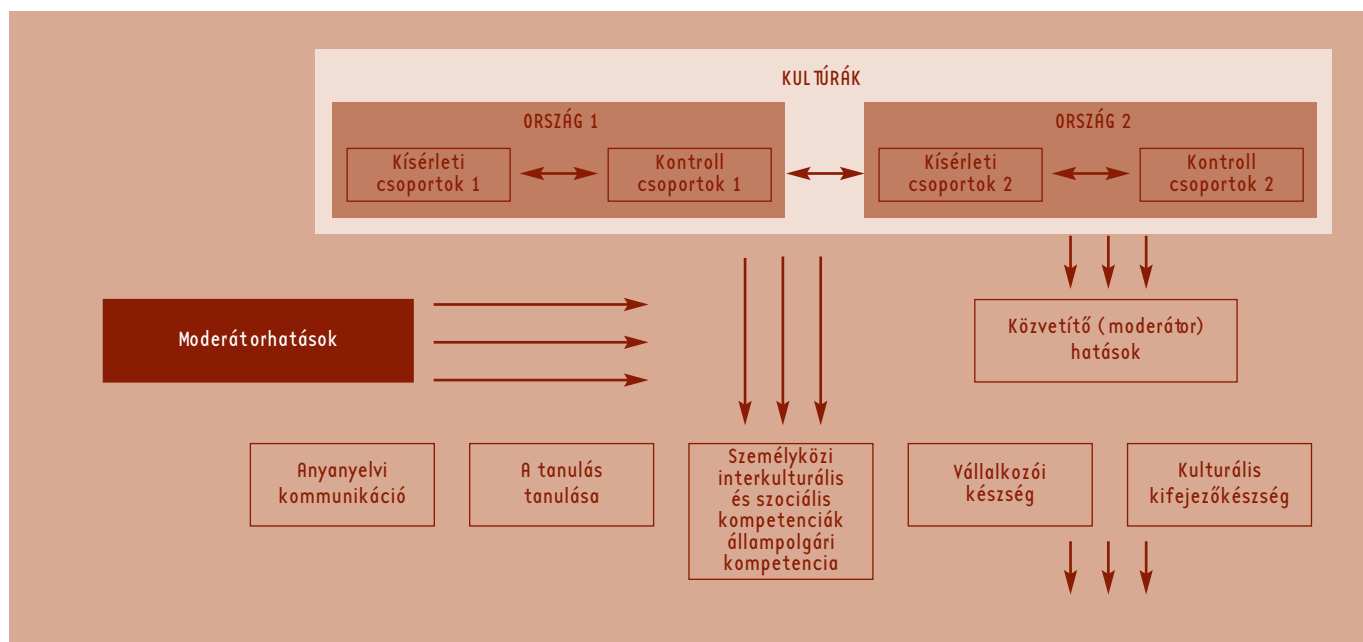 KULTÚRÁK
ORSZÁG 1
Kísérleti
csoportok 1
Kontroll
csoportok 1
ORSZÁG 2
Kísérleti
csoportok 2
Kontroll
csoportok 2
Moderátorhatások
Közvetítő (moderátor)
hatások
Anyanyelvi
kommunikáció
A tanulás
tanulása
Személyközi
interkulturális
és szociális
kompetenciák
állampolgári
kompetencia
Vállalkozói
készség
Kulturális
kifejezőkészség